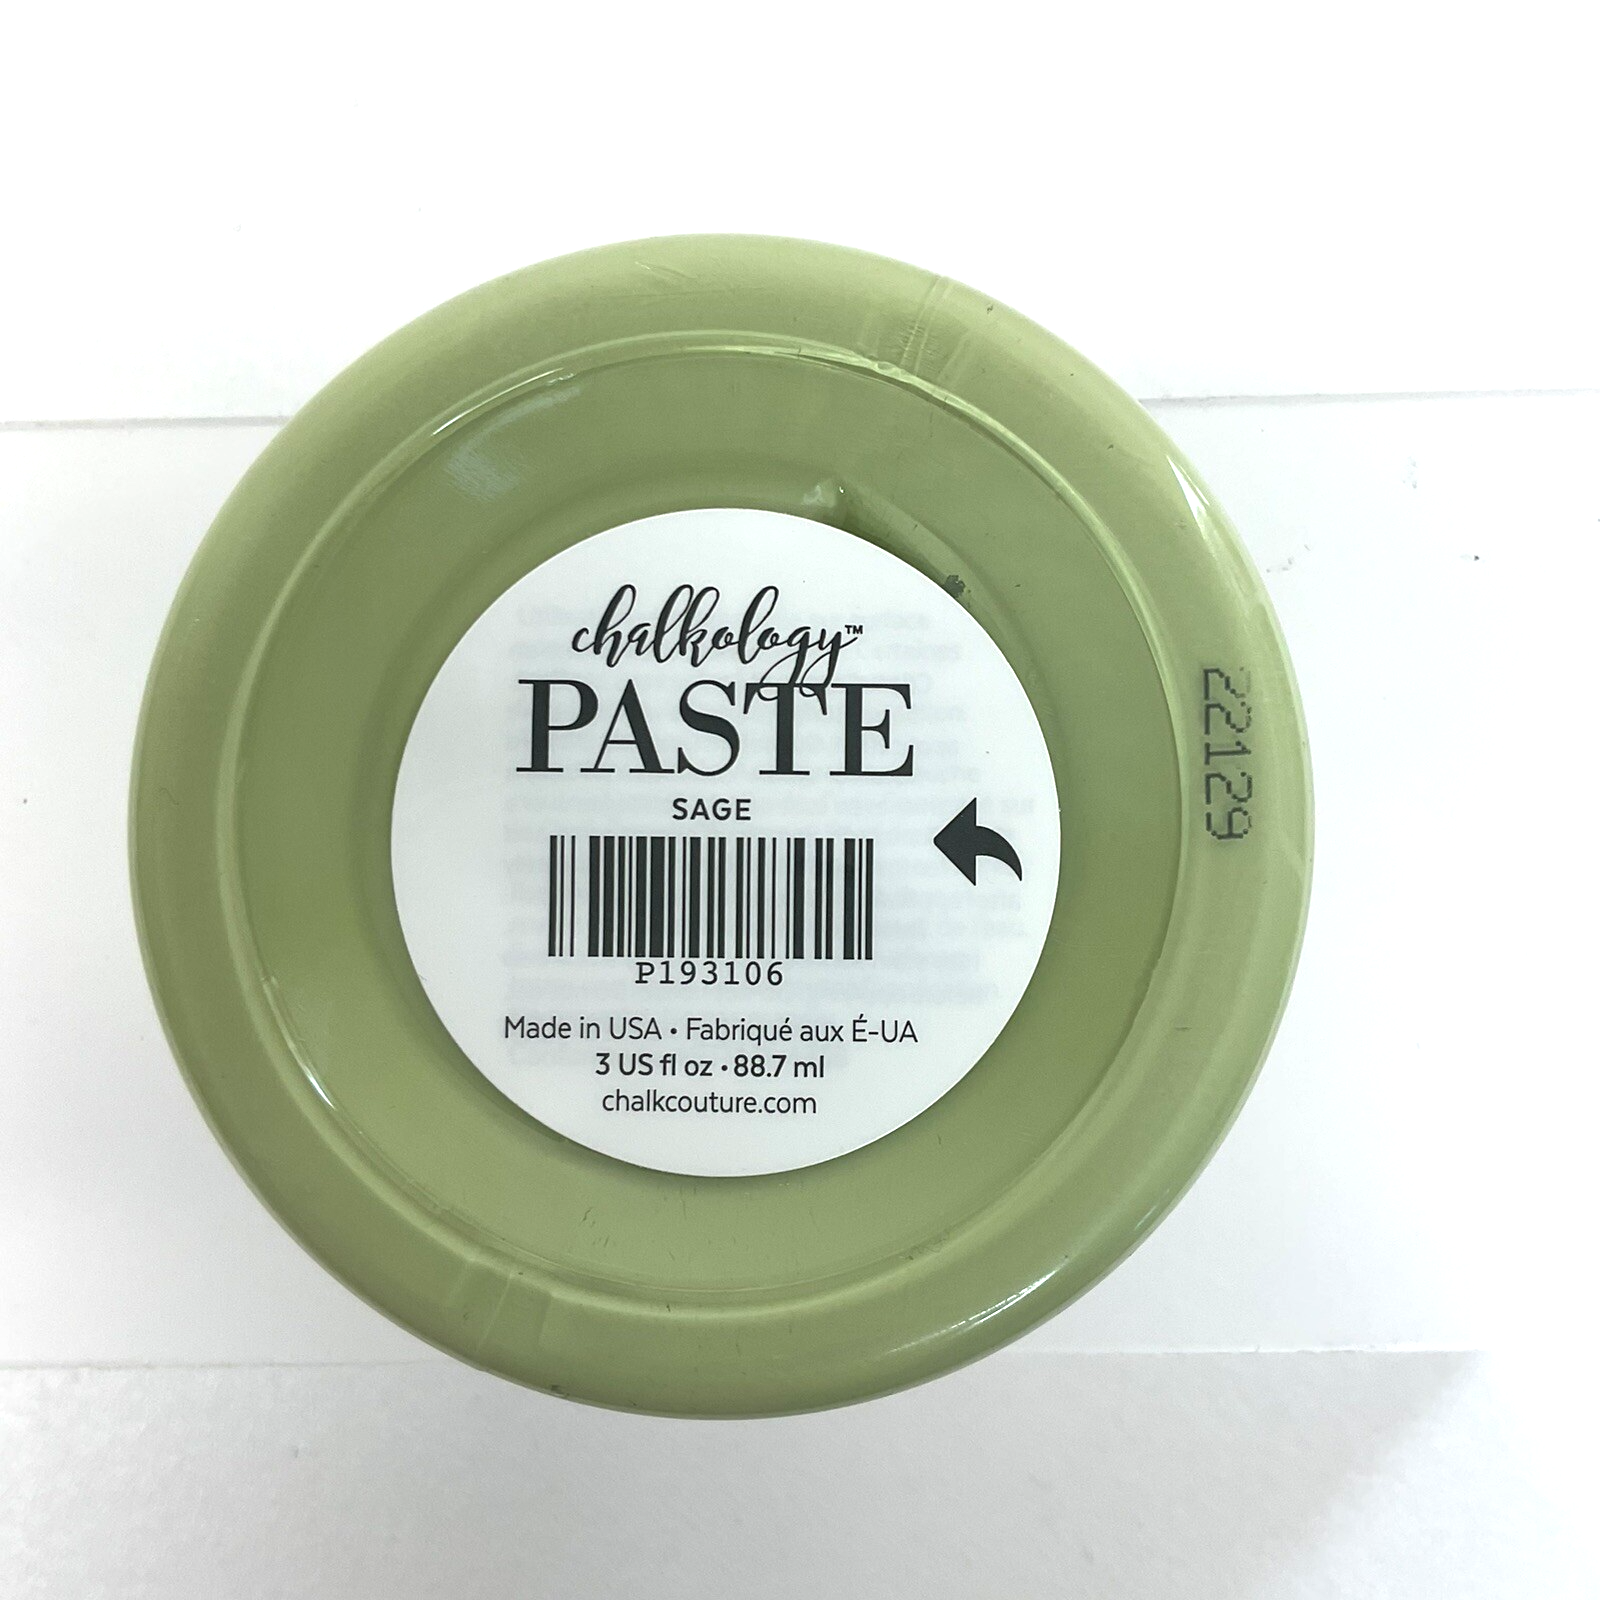 chalkology™
PASTE
SAGE
P193106
Made in USA • Fabriqué aux É-UA
3 US fl oz • 88.7 ml
chalkcouture.com
22129